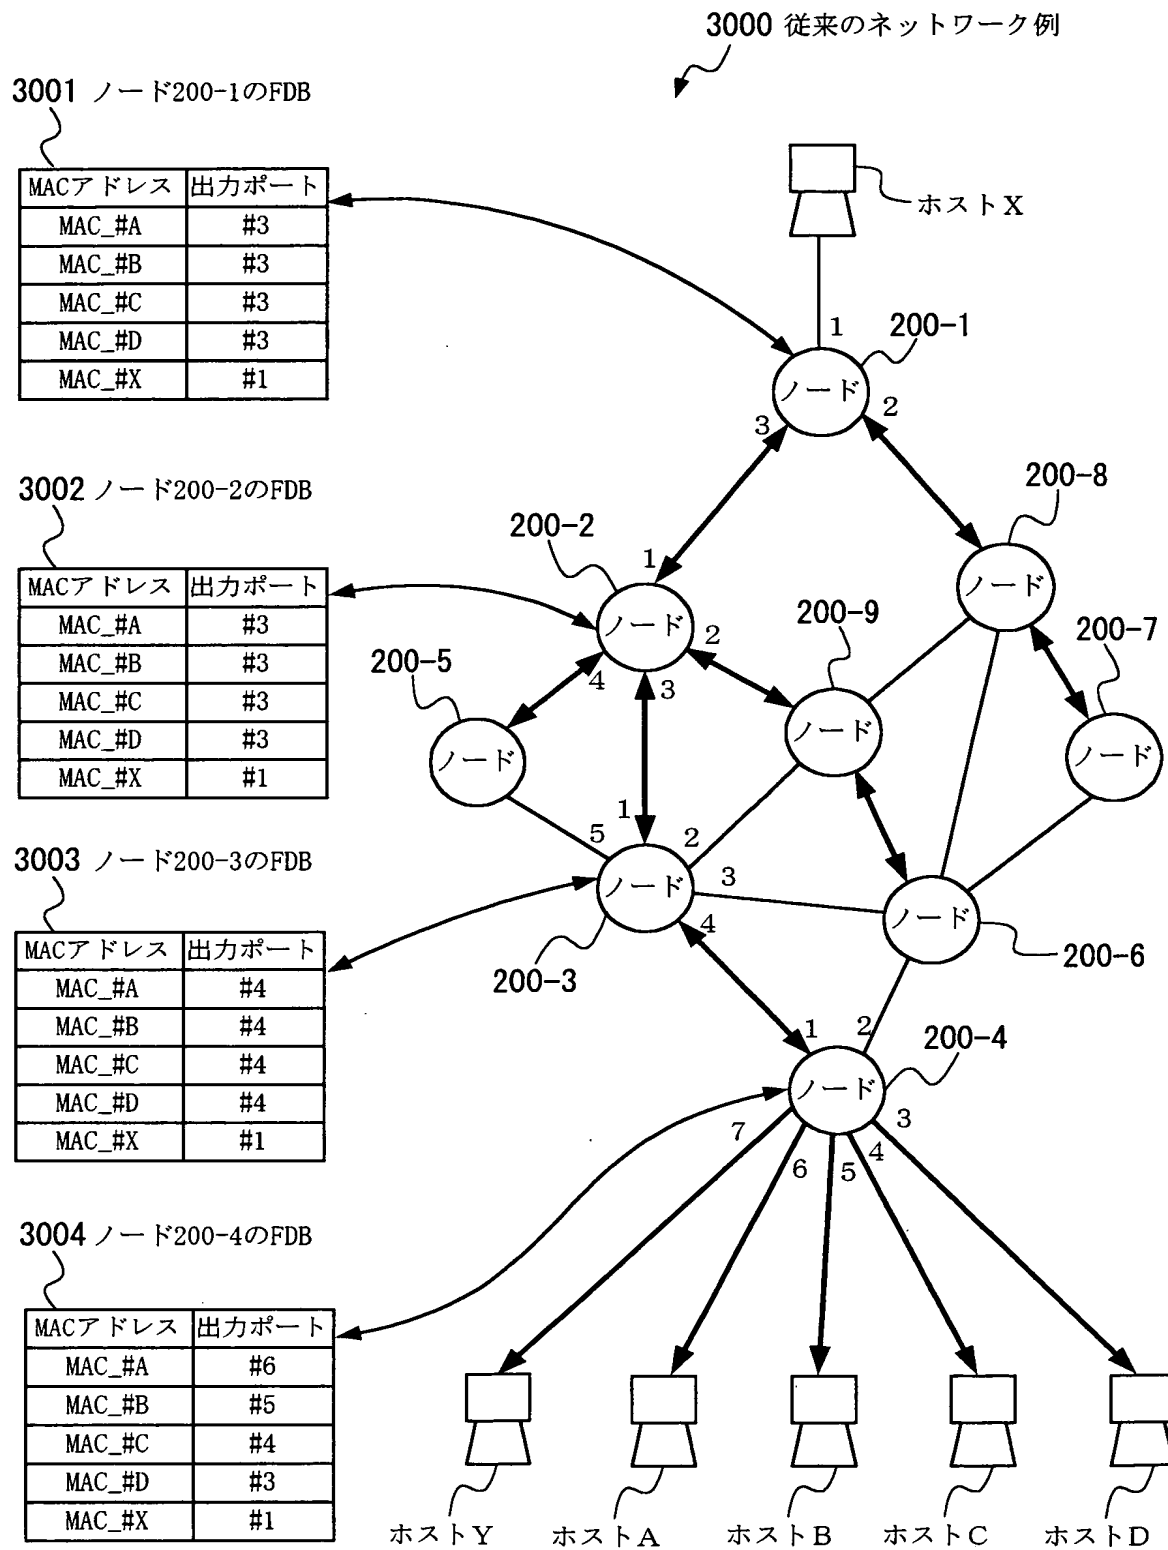 3000 従来のネットワーク例
3001 ノード200-1のFDB
MACアドレス 出力ポート
MAC_#A #3
MAC_#B #3
MAC_#C #3
MAC_#D #3
MAC_#X #1
ホストX
1
200-1
ノード
3 2
3002 ノード200-2のFDB
MACアドレス 出力ポート
MAC_#A #3
MAC_#B #3
MAC_#C #3
MAC_#D #3
MAC_#X #1
200-8
ノード
200-2
1
ノード
2
4 3
200-9
ノード
200-7
ノード
200-5
ノード
3003 ノード200-3のFDB
MACアドレス 出力ポート
MAC_#A #4
MAC_#B #4
MAC_#C #4
MAC_#D #4
MAC_#X #1
1
5 2
ノード
3
4
200-3
ノード
200-6
1 2
200-4
ノード
7 6 5 4 3
3004 ノード200-4のFDB
MACアドレス 出力ポート
MAC_#A #6
MAC_#B #5
MAC_#C #4
MAC_#D #3
MAC_#X #1
ホストY ホストA ホストB ホストC ホストD